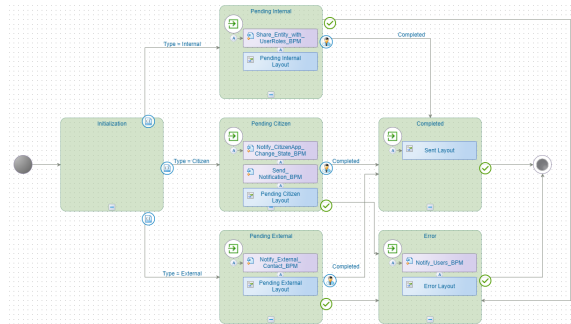 Pending Internal
Share_Entity_with_
UserRoles_BPM
Pending Internal
Layout
Type = Internal
Completed
Initialization
Type = Citizen
Pending Citizen
Notify_CitizenApp_
Change_State_BPM
Send_
Notification_BPM
Pending Citizen
Layout
Completed
Completed
Sent Layout
Type = External
Pending External
Notify_External_
Contact_BPM
Pending External
Layout
Completed
Error
Notify_Users_BPM
Error Layout